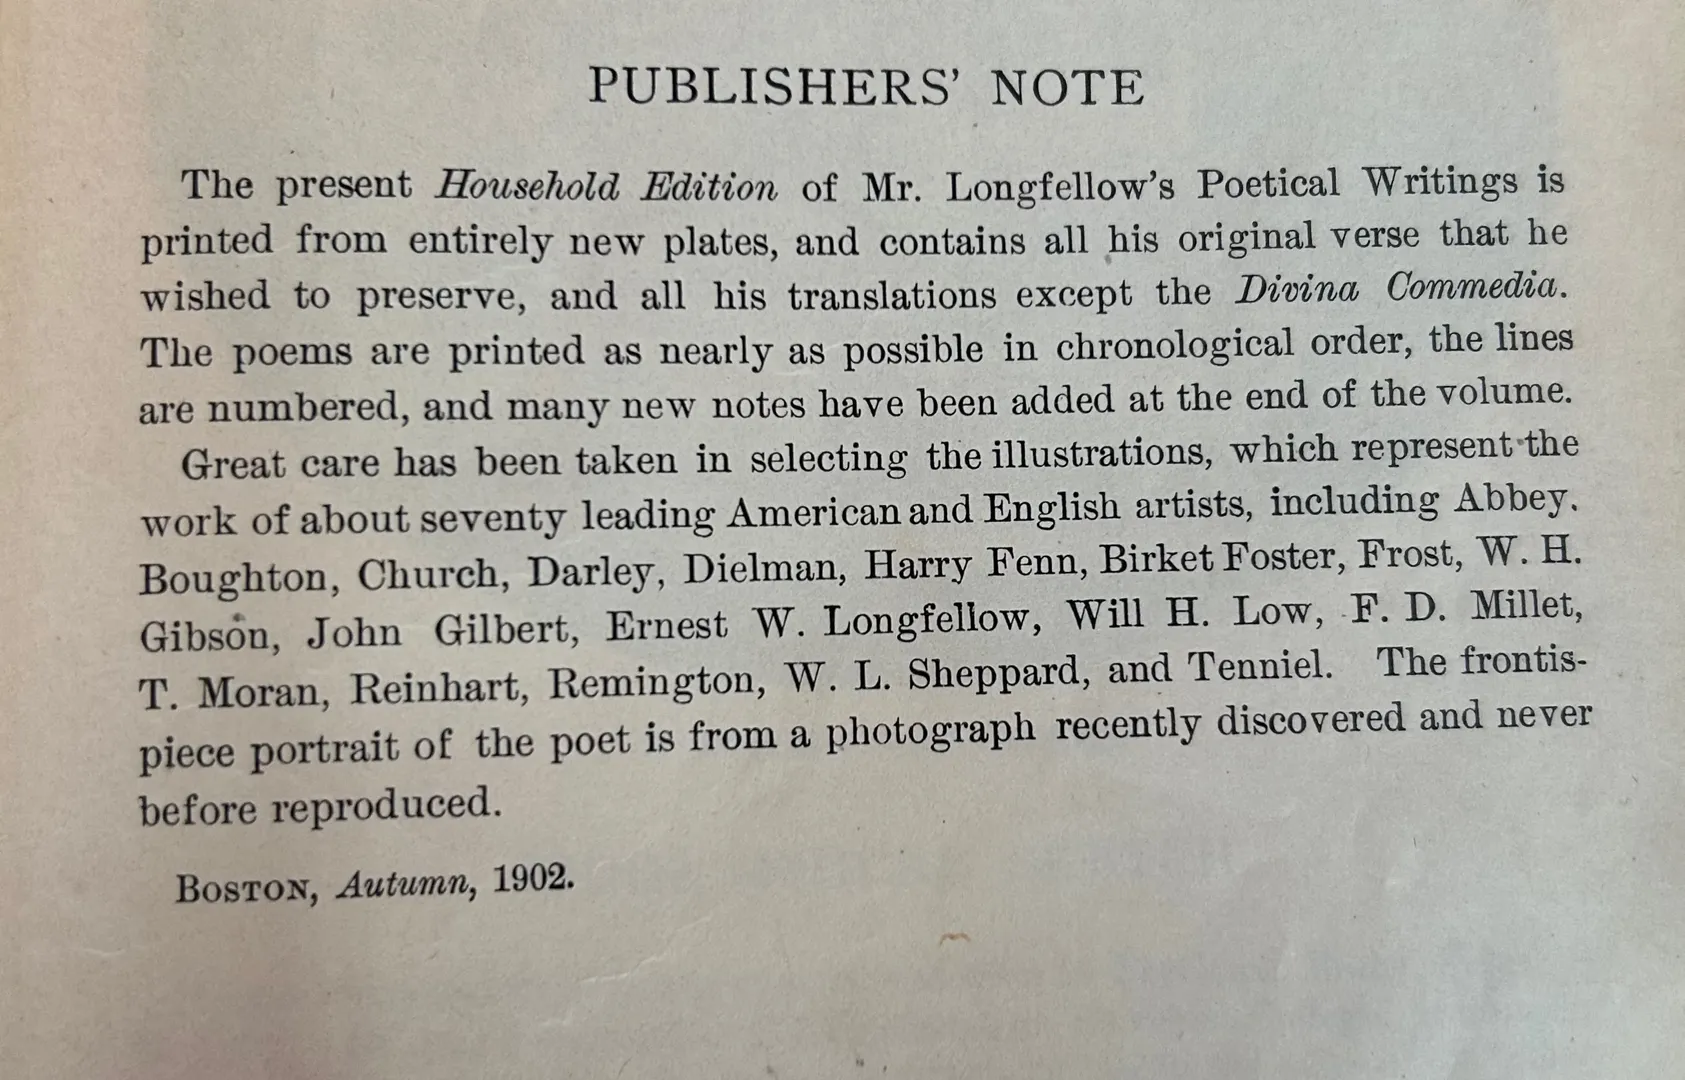 PUBLISHERS' NOTE
The present Household Edition of Mr. Longfellow's Poetical Writings is
printed from entirely new plates, and contains all his original verse that he
wished to preserve, and all his translations except the Divina Commedia.
The poems are printed as nearly as possible in chronological order, the lines
are numbered, and many new notes have been added at the end of the volume.
Great care has been taken in selecting the illustrations, which represent the
work of about seventy leading American and English artists, including Abbey,
Boughton, Church, Darley, Dielman, Harry Fenn, Birket Foster, Frost, W. H.
Gibson, John Gilbert, Ernest W. Longfellow, Will H. Low, F. D. Millet,
T. Moran, Reinhart, Remington, W. L. Sheppard, and Tenniel. The frontis-
piece portrait of the poet is from a photograph recently discovered and never
before reproduced.
BOSTON, Autumn, 1902.